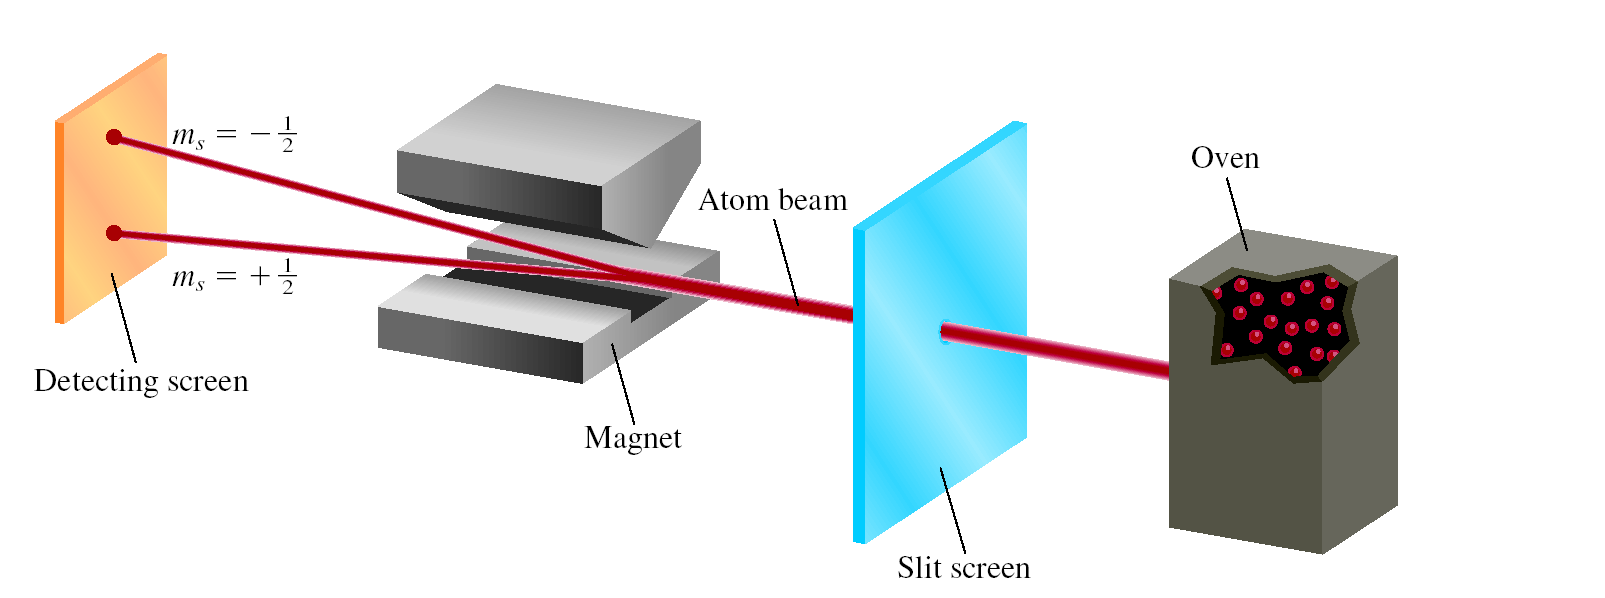 m_s = −1/2
Oven
Atom beam
m_s = +1/2
Detecting screen
Magnet
Slit screen